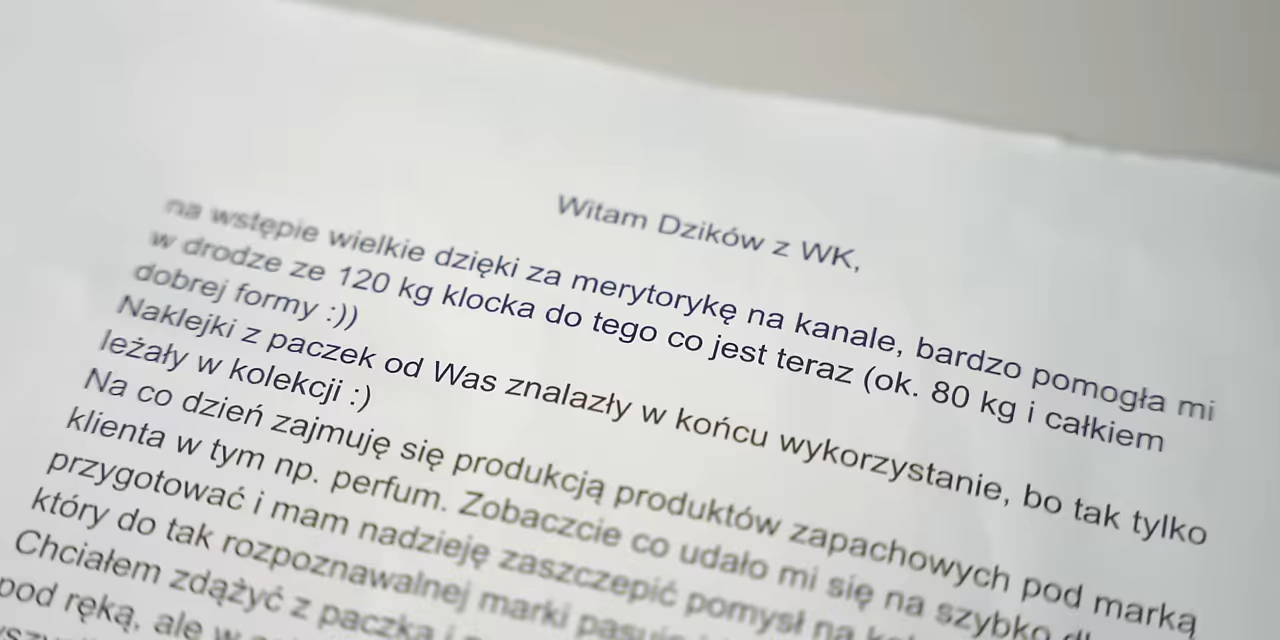 Witam Dzików z WK,
na wstępie wielkie dzięki za merytorykę na kanale, bardzo pomogła mi
w drodze ze 120 kg klocka do tego co jest teraz (ok. 80 kg i całkiem
dobrej formy :))
Naklejki z paczek od Was znalazły w końcu wykorzystanie, bo tak tylko
leżały w kolekcji :)
Na co dzień zajmuję się produkcją produktów zapachowych pod marką
klienta w tym np. perfum. Zobaczcie co udało mi się na szybko
przygotować i mam nadzieję zaszczepić pomysł na
który do tak rozpoznawalnej marki pasuje
Chciałem zdążyć z paczką i
pod ręką, ale w